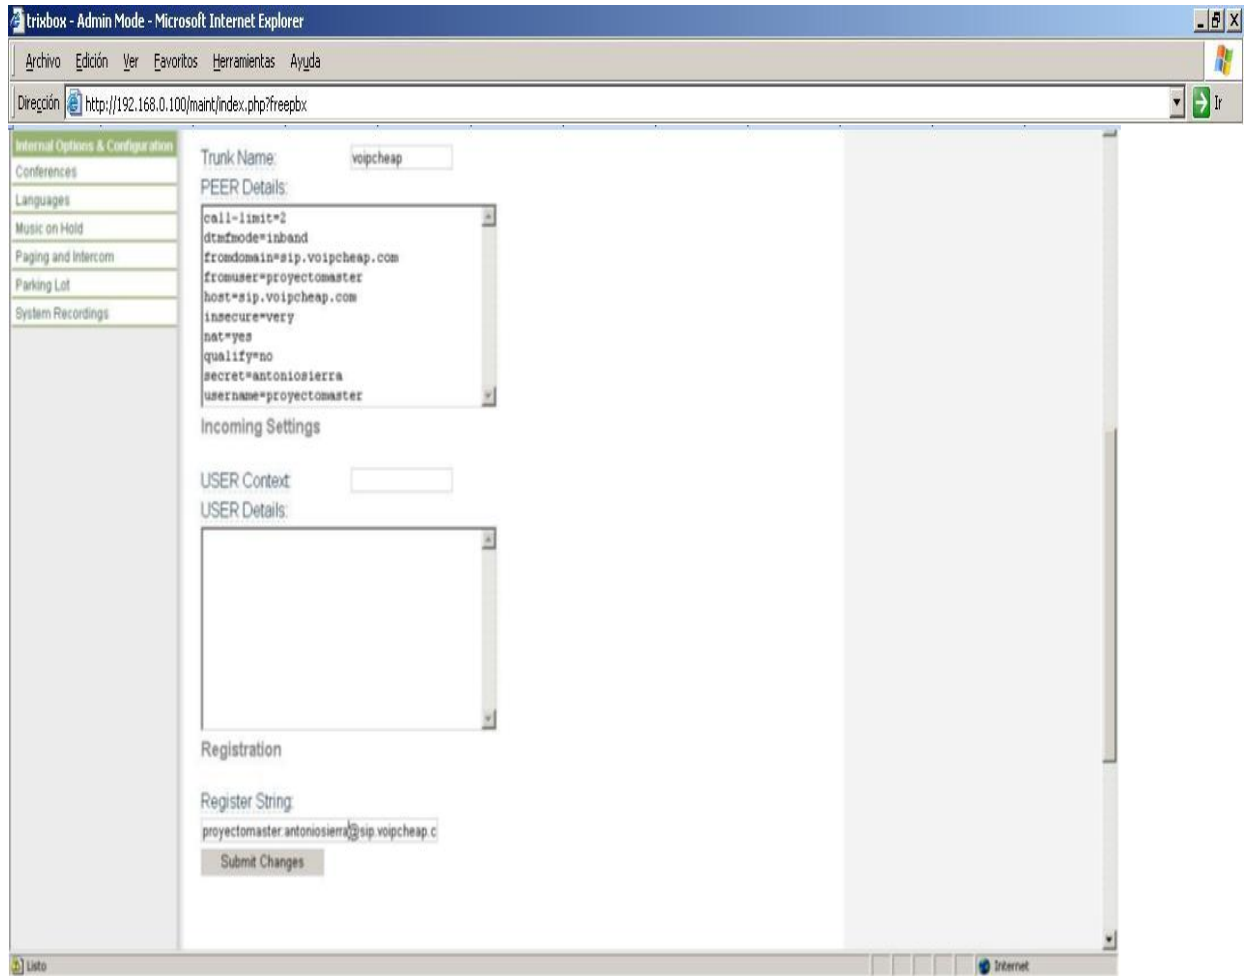 trixbox - Admin Mode - Microsoft Internet Explorer
Archivo Edición Ver Favoritos Herramientas Ayuda
Dirección http://192.168.0.100/maint/index.php?freepbx Ir
Internal Options & Configuration
Conferences
Languages
Music on Hold
Paging and Intercom
Parking Lot
System Recordings
Trunk Name: voipcheap
PEER Details:
call-limit=2
dtmfmode=inband
fromdomain=sip.voipcheap.com
fromuser=proyectomaster
host=sip.voipcheap.com
insecure=very
nat=yes
qualify=no
secret=antoniosierra
username=proyectomaster
Incoming Settings
USER Context:
USER Details:
Registration
Register String:
proyectomaster:antoniosierra@sip.voipcheap.c
Submit Changes
Listo Internet